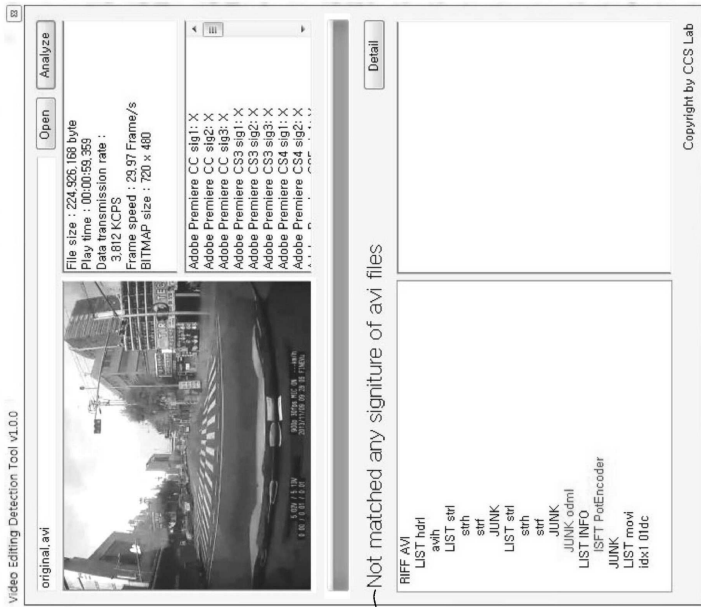 Video Editing Detection Tool v1.0.0
original.avi
Open
Analyze
File size : 224,926,168 byte
Play time : 00:00:59,359
Data transmission rate :
3,812 KCPS
Frame speed : 29,97 Frame/s
BITMAP size : 720 x 480
Adobe Premiere CC sig1: X
Adobe Premiere CC sig2: X
Adobe Premiere CC sig3: X
Adobe Premiere CS3 sig1: X
Adobe Premiere CS3 sig2: X
Adobe Premiere CS3 sig3: X
Adobe Premiere CS4 sig1: X
Adobe Premiere CS4 sig2: X
Not matched any signiture of avi files
Detail
RIFF AVI
LIST hdrl
avih
LIST strl
strh
strf
JUNK
LIST strl
strh
strf
JUNK
JUNK odml
LIST INFO
ISFT PotEncoder
JUNK
LIST movi
idx1 01dc
Copyright by CCS Lab